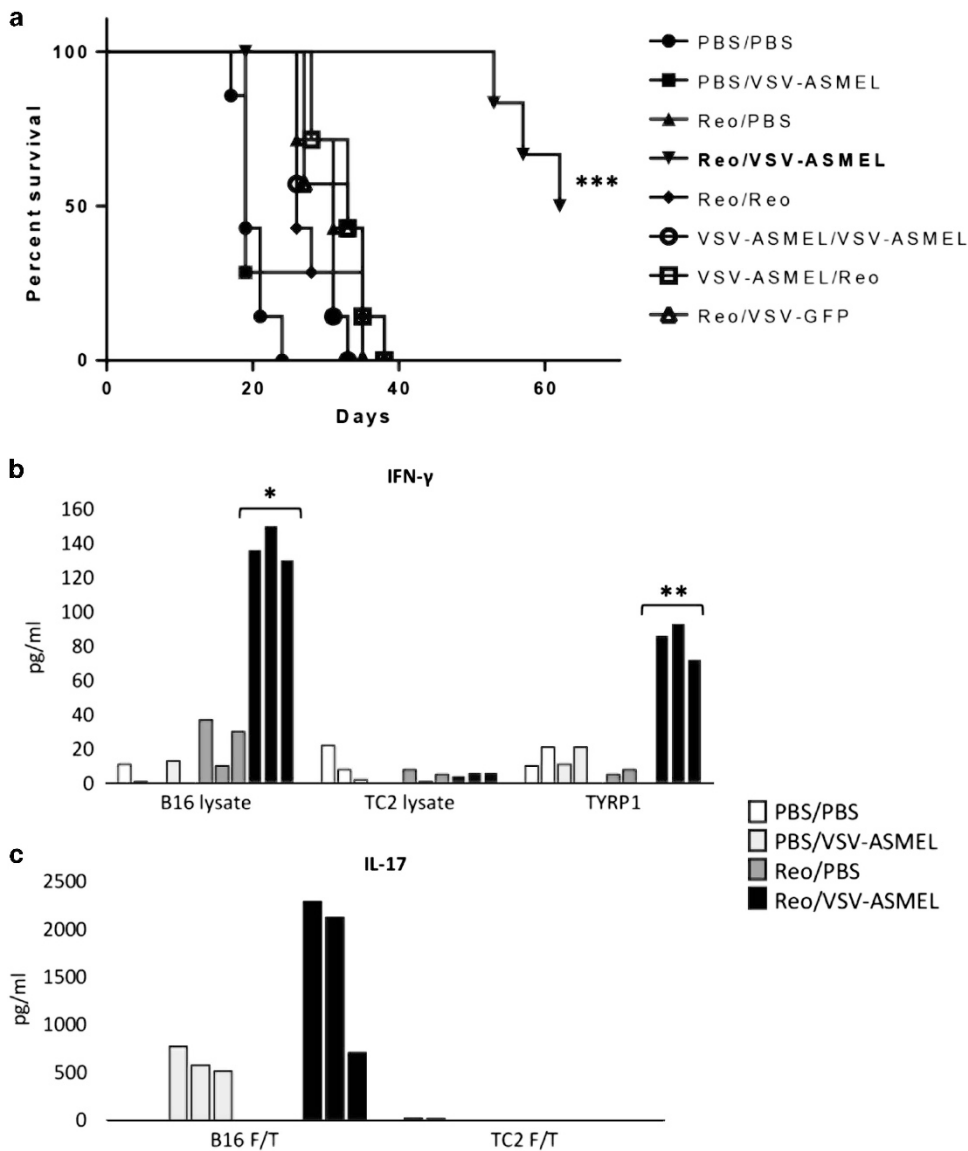 a
100
50
0
Percent survival
0 20 40 60
Days
***
PBS/PBS
PBS/VSV-ASMEL
Reo/PBS
Reo/VSV-ASMEL
Reo/Reo
VSV-ASMEL/VSV-ASMEL
VSV-ASMEL/Reo
Reo/VSV-GFP
b
IFN-γ
160
140
120
100
80
60
40
20
0
pg/ml
*
**
B16 lysate TC2 lysate TYRP1
PBS/PBS
PBS/VSV-ASMEL
Reo/PBS
Reo/VSV-ASMEL
c
IL-17
2500
2000
1500
1000
500
0
pg/ml
B16 F/T TC2 F/T